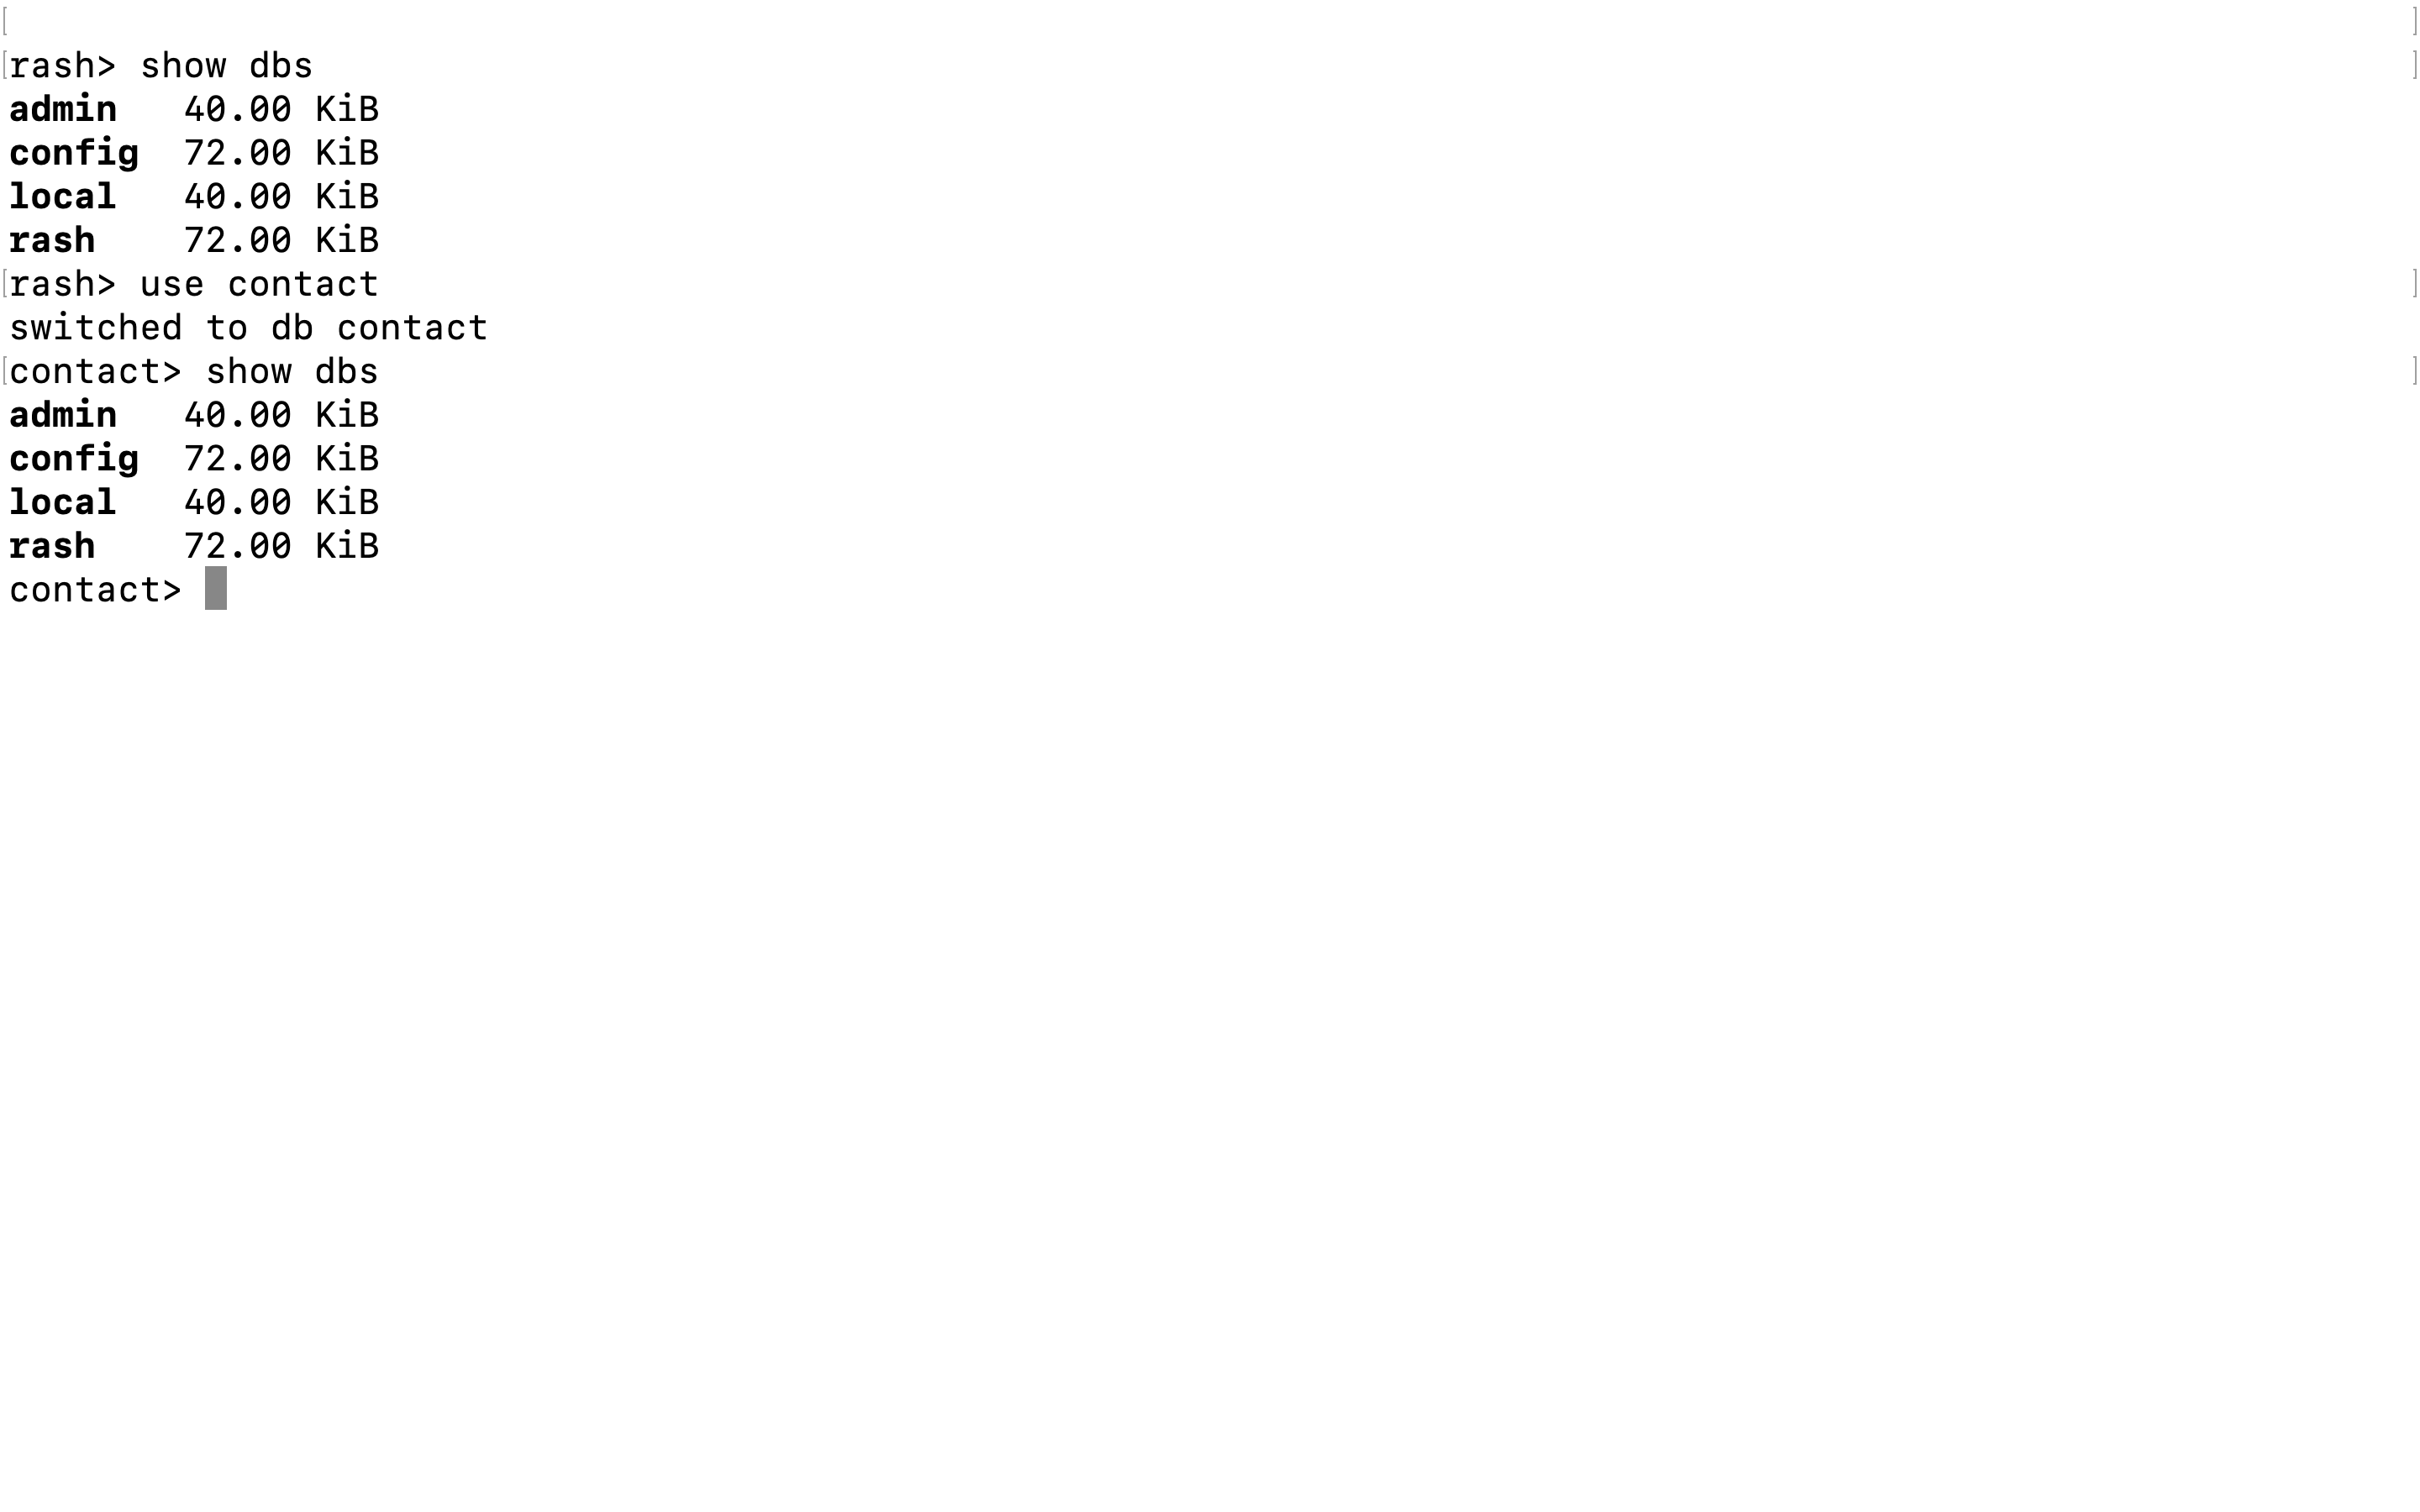 [ ]
[rash> show dbs ]
admin   40.00 KiB
config  72.00 KiB
local   40.00 KiB
rash    72.00 KiB
[rash> use contact ]
switched to db contact
[contact> show dbs ]
admin   40.00 KiB
config  72.00 KiB
local   40.00 KiB
rash    72.00 KiB
contact>